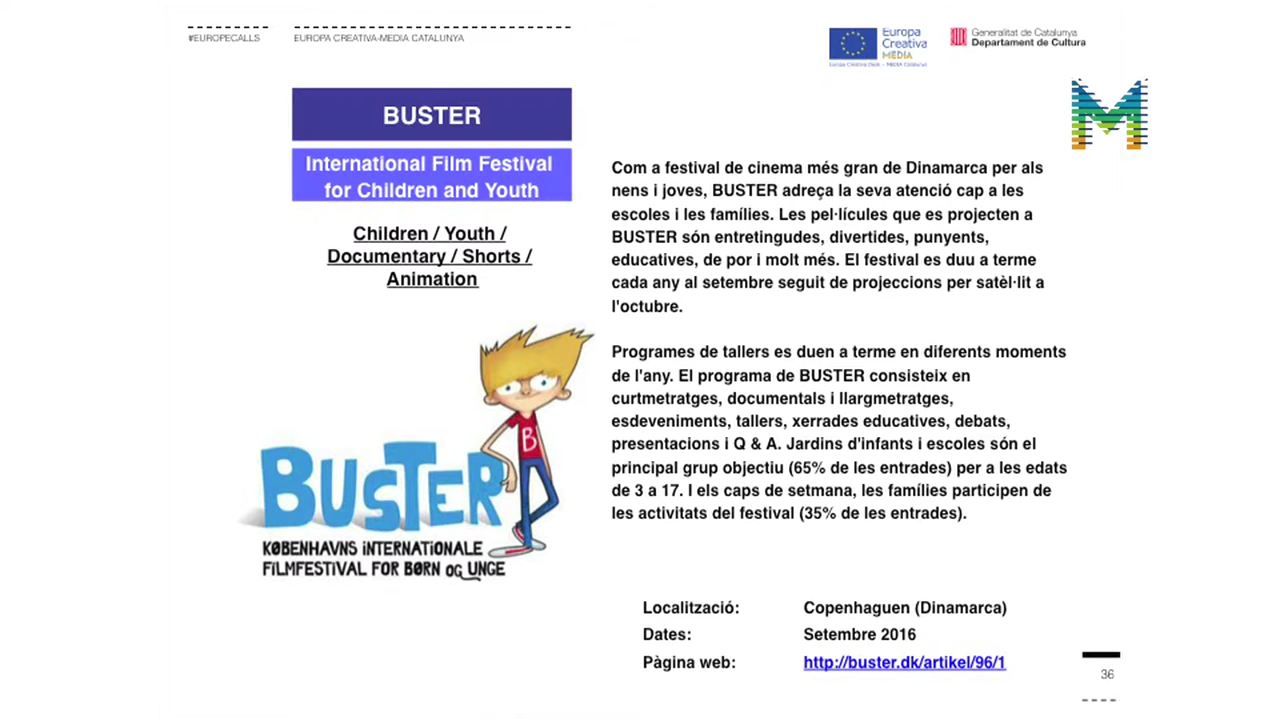 #EUROPECALLS
EUROPA CREATIVA-MEDIA CATALUNYA
Europa
Creativa
MEDIA
Europa Creativa Desk - MEDIA Catalunya
Generalitat de Catalunya
Departament de Cultura
M
BUSTER
International Film Festival
for Children and Youth
Children / Youth /
Documentary / Shorts /
Animation
B
BUSTER
KØBENHAVNS INTERNATIONALE
FILMFESTIVAL FOR BØRN OG UNGE
Com a festival de cinema més gran de Dinamarca per als
nens i joves, BUSTER adreça la seva atenció cap a les
escoles i les famílies. Les pel·lícules que es projecten a
BUSTER són entretingudes, divertides, punyents,
educatives, de por i molt més. El festival es duu a terme
cada any al setembre seguit de projeccions per satèl·lit a
l'octubre.
Programes de tallers es duen a terme en diferents moments
de l'any. El programa de BUSTER consisteix en
curtmetratges, documentals i llargmetratges,
esdeveniments, tallers, xerrades educatives, debats,
presentacions i Q & A. Jardins d'infants i escoles són el
principal grup objectiu (65% de les entrades) per a les edats
de 3 a 17. I els caps de setmana, les famílies participen de
les activitats del festival (35% de les entrades).
Localització: Copenhaguen (Dinamarca)
Dates: Setembre 2016
Pàgina web: http://buster.dk/artikel/96/1
36